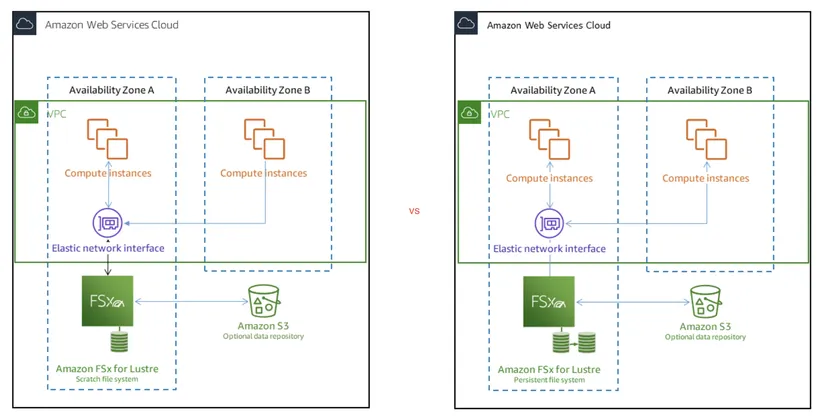 Amazon Web Services Cloud
Availability Zone A
Availability Zone B
VPC
Compute instances
Compute instances
Elastic network interface
FSx
Amazon S3
Optional data repository
Amazon FSx for Lustre
Scratch file system
vs
Amazon Web Services Cloud
Availability Zone A
Availability Zone B
VPC
Compute instances
Compute instances
Elastic network interface
FSx
Amazon S3
Optional data repository
Amazon FSx for Lustre
Persistent file system